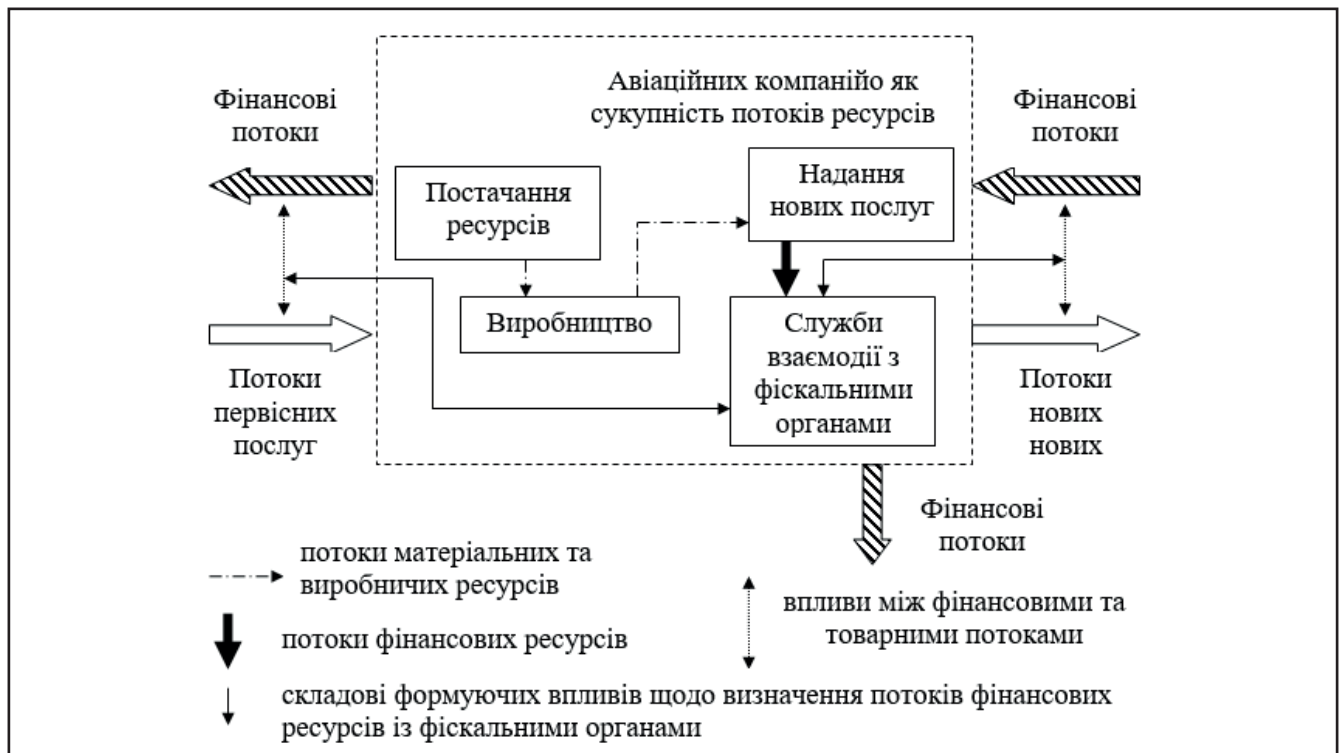 Авіаційних компанійо як
сукупність потоків ресурсів
Фінансові
потоки
Фінансові
потоки
Постачання
ресурсів
Надання
нових послуг
Виробництво
Служби
взаємодії з
фіскальними
органами
Потоки
первісних
послуг
Потоки
нових
нових
Фінансові
потоки
потоки матеріальних та
виробничих ресурсів
впливи між фінансовими та
товарними потоками
потоки фінансових ресурсів
складові формуючих впливів щодо визначення потоків фінансових
ресурсів із фіскальними органами